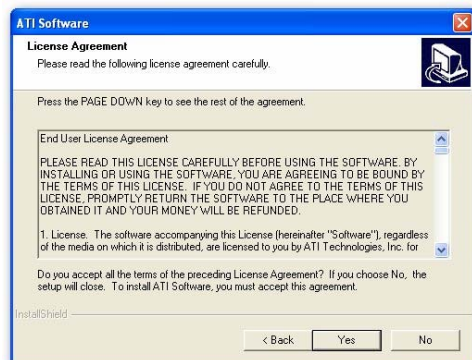 ATI Software
License Agreement
Please read the following license agreement carefully.
Press the PAGE DOWN key to see the rest of the agreement.
End User License Agreement
PLEASE READ THIS LICENSE CAREFULLY BEFORE USING THE SOFTWARE. BY
INSTALLING OR USING THE SOFTWARE, YOU ARE AGREEING TO BE BOUND BY
THE TERMS OF THIS LICENSE. IF YOU DO NOT AGREE TO THE TERMS OF THIS
LICENSE, PROMPTLY RETURN THE SOFTWARE TO THE PLACE WHERE YOU
OBTAINED IT AND YOUR MONEY WILL BE REFUNDED.
1. License. The software accompanying this License (hereinafter "Software"), regardless
of the media on which it is distributed, are licensed to you by ATI Technologies, Inc. for
Do you accept all the terms of the preceding License Agreement? If you choose No, the
setup will close. To install ATI Software, you must accept this agreement.
InstallShield
< Back Yes No